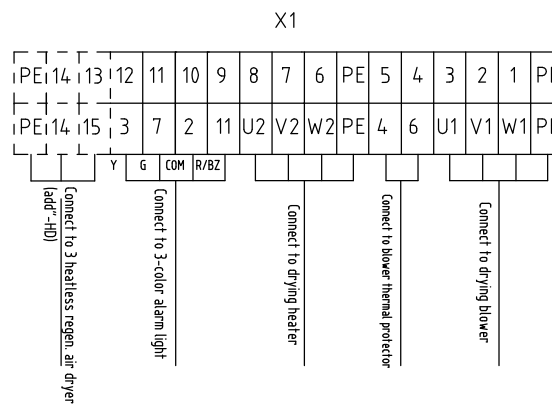 X1
PE 14 13 12 11 10 9 8 7 6 PE 5 4 3 2 1
PE 14 15 3 7 2 11 U2 V2 W2 PE 4 6 U1 V1 W1
Y G COM R/BZ
Connect to 3 heatless regen. air dryer
(add"-HD)
Connect to 3-color alarm light
Connect to drying heater
Connect to blower thermal protector
Connect to drying blower